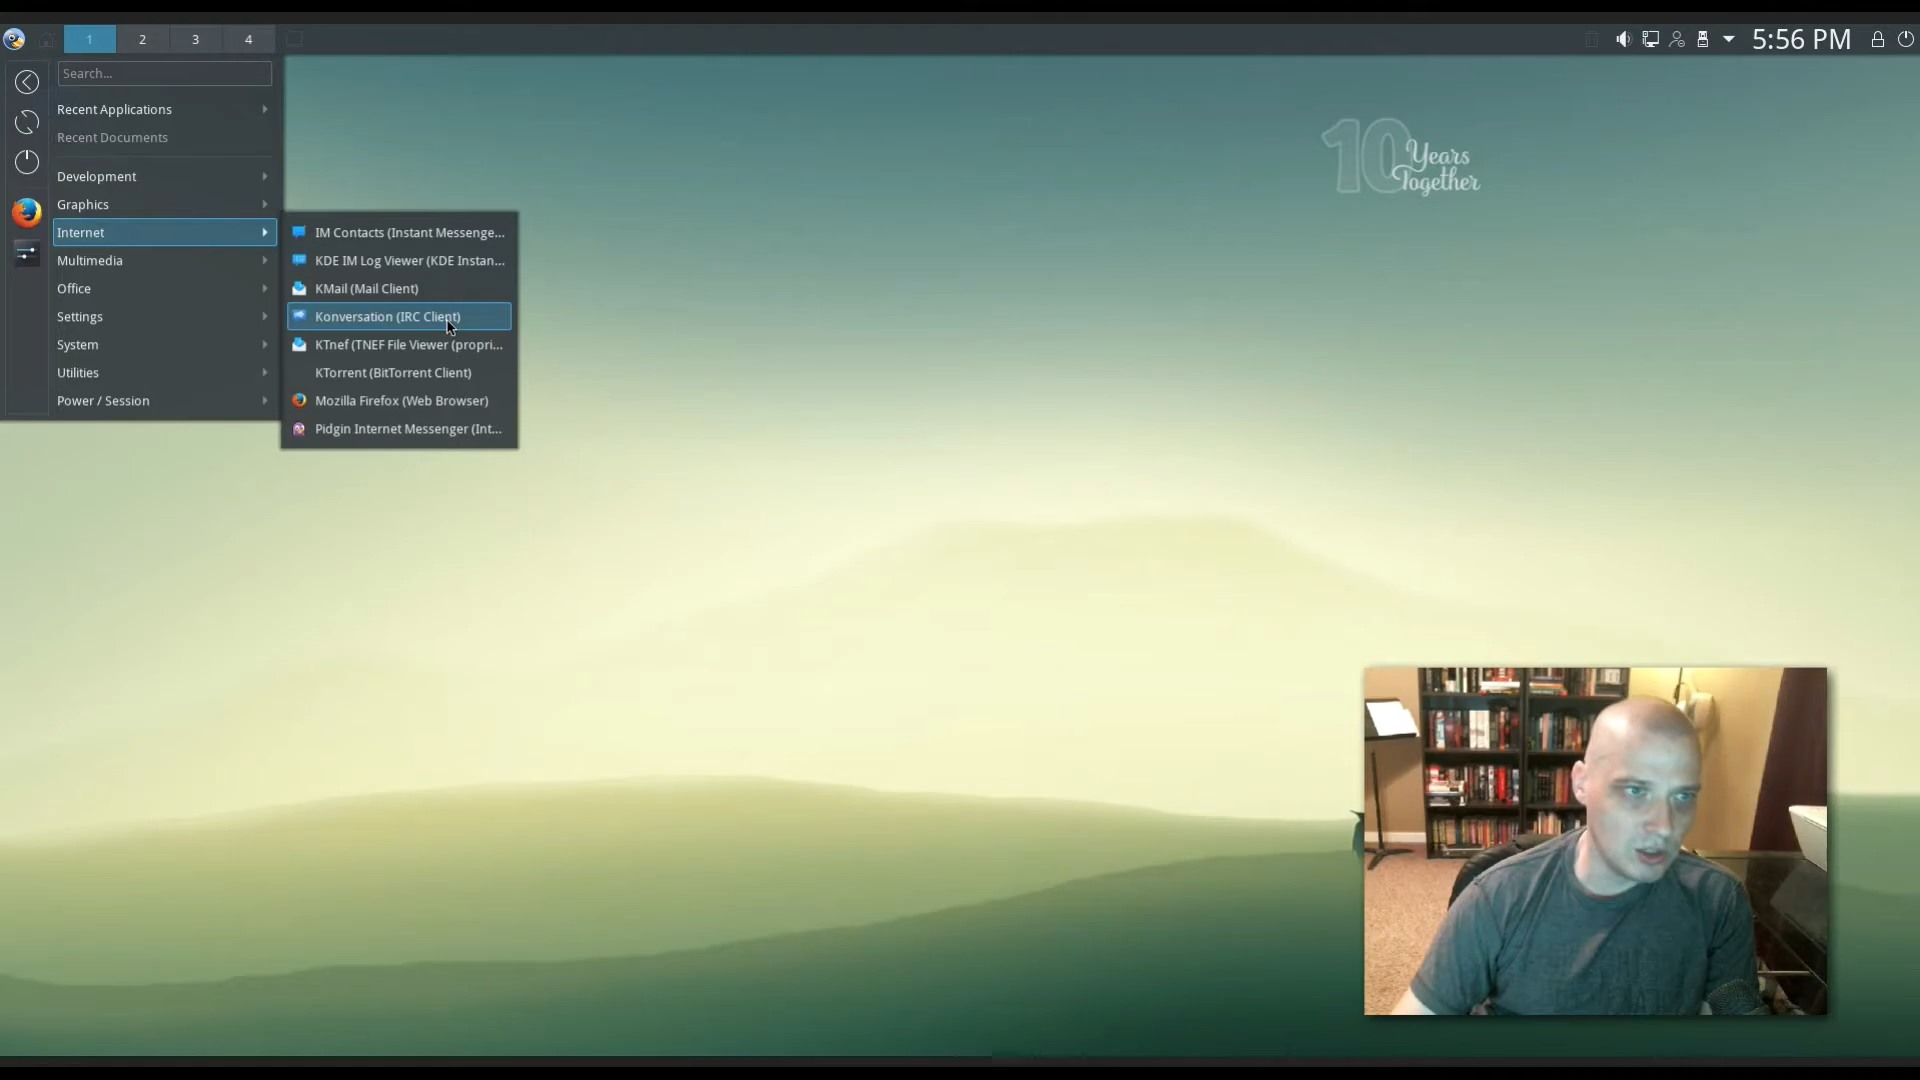 1 2 3 4 5:56 PM
Search...
Recent Applications
Recent Documents
Development
Graphics
Internet
Multimedia
Office
Settings
System
Utilities
Power / Session
IM Contacts (Instant Messenge...
KDE IM Log Viewer (KDE Instan...
KMail (Mail Client)
Konversation (IRC Client)
KTnef (TNEF File Viewer (propri...
KTorrent (BitTorrent Client)
Mozilla Firefox (Web Browser)
Pidgin Internet Messenger (Int...
10 Years
Together